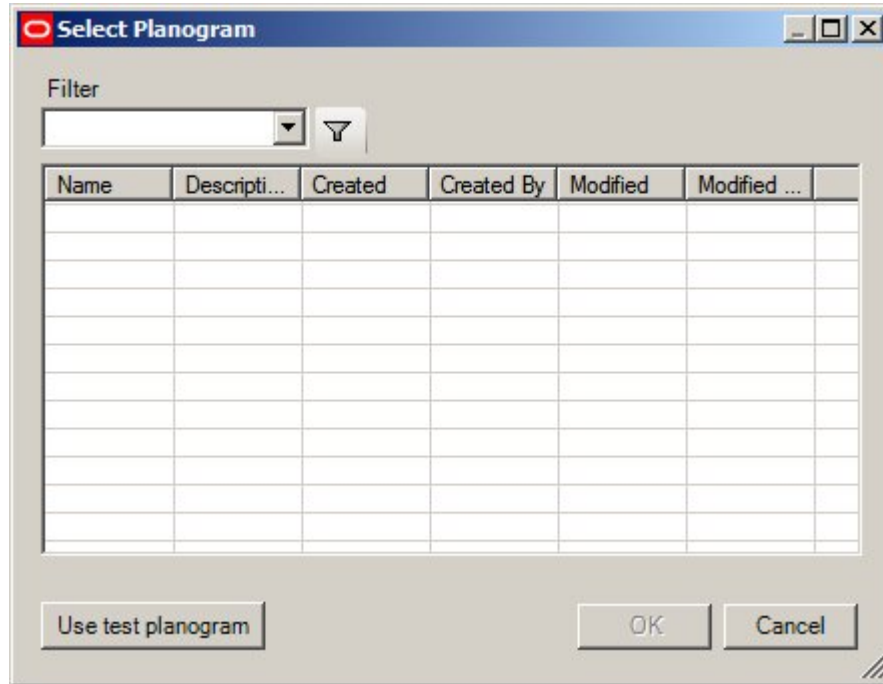 Select Planogram
Filter
Name Descripti... Created Created By Modified Modified ...
Use test planogram OK Cancel